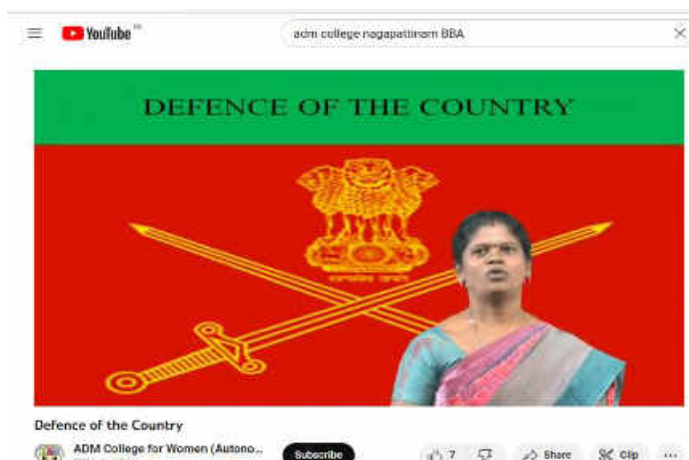 YouTube IN
adm college nagapattinam BBA
DEFENCE OF THE COUNTRY
Defence of the Country
ADM College for Women (Autono...
Subscribe
7
Share
Clip